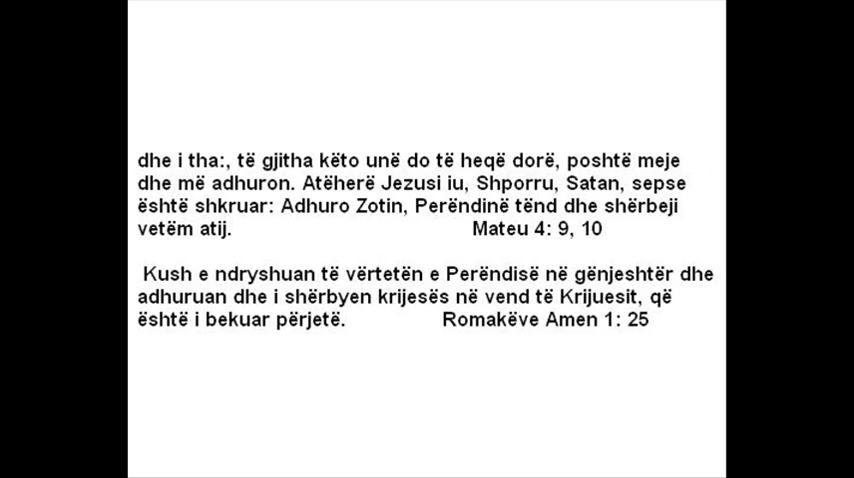 dhe i tha:, të gjitha këto unë do të heqë dorë, poshtë meje
dhe më adhuron. Atëherë Jezusi iu, Shporru, Satan, sepse
është shkruar: Adhuro Zotin, Perëndinë tënd dhe shërbeji
vetëm atij. Mateu 4: 9, 10
Kush e ndryshuan të vërtetën e Perëndisë në gënjeshtër dhe
adhuruan dhe i shërbyen krijesës në vend të Krijuesit, që
është i bekuar përjetë. Romakëve Amen 1: 25